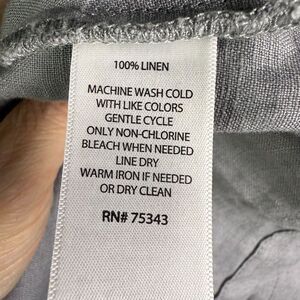 100% LINEN
MACHINE WASH COLD
WITH LIKE COLORS
GENTLE CYCLE
ONLY NON-CHLORINE
BLEACH WHEN NEEDED
LINE DRY
WARM IRON IF NEEDED
OR DRY CLEAN
RN# 75343